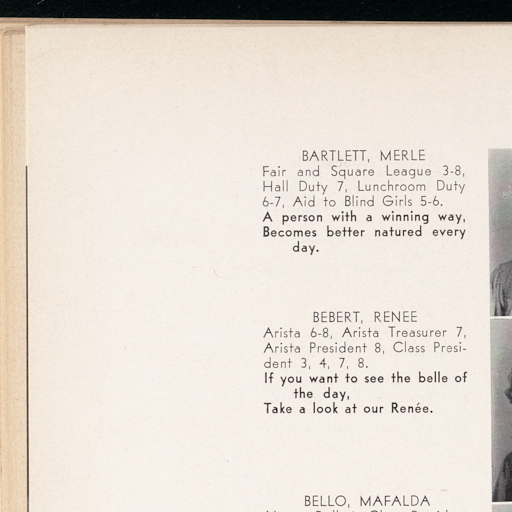 BARTLETT, MERLE
Fair and Square League 3-8,
Hall Duty 7, Lunchroom Duty
6-7, Aid to Blind Girls 5-6.
A person with a winning way,
Becomes better natured every
day.
BEBERT, RENEE
Arista 6-8, Arista Treasurer 7,
Arista President 8, Class Presi-
dent 3, 4, 7, 8.
If you want to see the belle of
the day,
Take a look at our Renée.
BELLO, MAFALDA